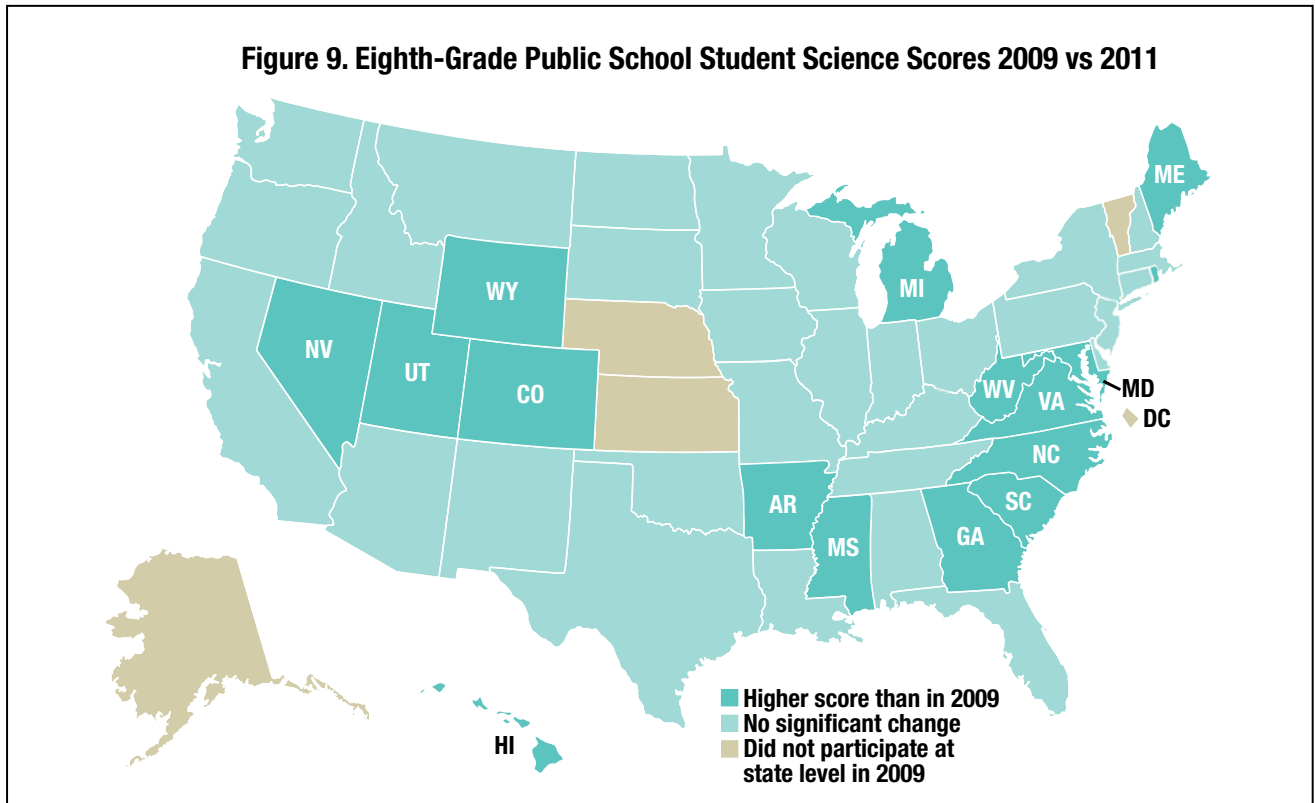 Figure 9. Eighth-Grade Public School Student Science Scores 2009 vs 2011
ME
WY
MI
NV
UT
CO
WV
VA
MD
DC
NC
AR
SC
MS
GA
HI
Higher score than in 2009
No significant change
Did not participate at
state level in 2009